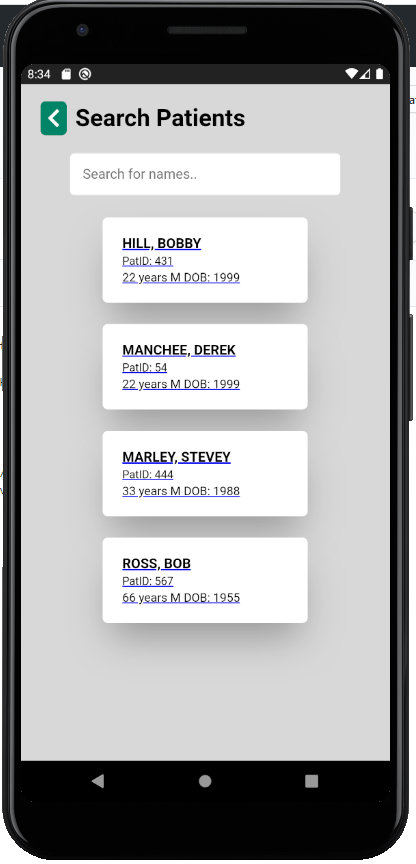 8:34
Search Patients
Search for names..
HILL, BOBBY
PatID: 431
22 years M DOB: 1999
MANCHEE, DEREK
PatID: 54
22 years M DOB: 1999
MARLEY, STEVEY
PatID: 444
33 years M DOB: 1988
ROSS, BOB
PatID: 567
66 years M DOB: 1955